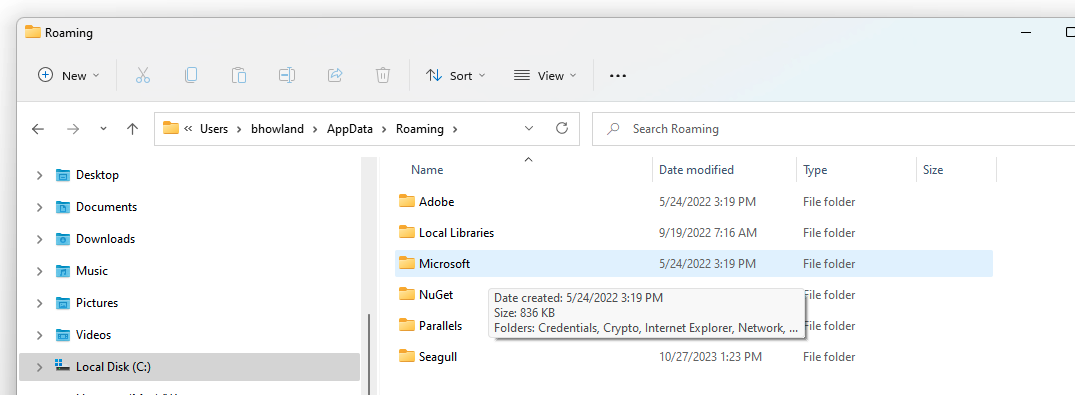 Roaming
New Sort View
« Users > bhowland > AppData > Roaming > Search Roaming
Name Date modified Type Size
Desktop
Documents
Downloads
Music
Pictures
Videos
Local Disk (C:)
Adobe 5/24/2022 3:19 PM File folder
Local Libraries 9/19/2022 7:16 AM File folder
Microsoft 5/24/2022 3:19 PM File folder
NuGet File folder
Parallels File folder
Seagull 10/27/2023 1:23 PM File folder
Date created: 5/24/2022 3:19 PM
Size: 836 KB
Folders: Credentials, Crypto, Internet Explorer, Network, ...